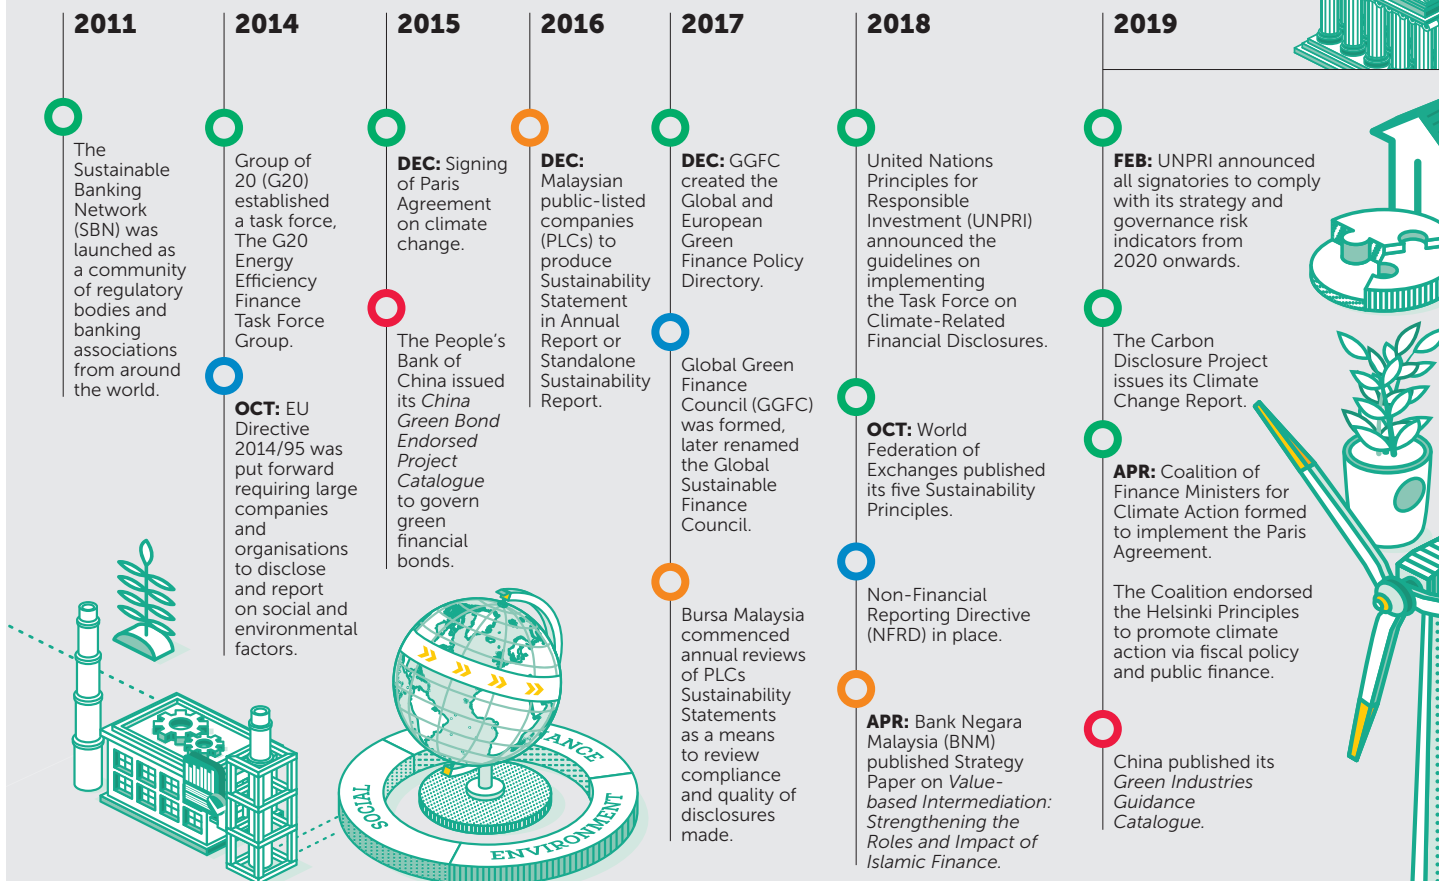 2011
The
Sustainable
Banking
Network
(SBN) was
launched as
a community
of regulatory
bodies and
banking
associations
from around
the world.
2014
Group of
20 (G20)
established
a task force,
The G20
Energy
Efficiency
Finance
Task Force
Group.
OCT: EU
Directive
2014/95 was
put forward
requiring large
companies
and
organisations
to disclose
and report
on social and
environmental
factors.
2015
DEC: Signing
of Paris
Agreement
on climate
change.
The People’s
Bank of
China issued
its China
Green Bond
Endorsed
Project
Catalogue
to govern
green
financial
bonds.
2016
DEC:
Malaysian
public-listed
companies
(PLCs) to
produce
Sustainability
Statement
in Annual
Report or
Standalone
Sustainability
Report.
2017
DEC: GGFC
created the
Global and
European
Green
Finance Policy
Directory.
Global Green
Finance
Council (GGFC)
was formed,
later renamed
the Global
Sustainable
Finance
Council.
Bursa Malaysia
commenced
annual reviews
of PLCs
Sustainability
Statements
as a means
to review
compliance
and quality of
disclosures
made.
2018
United Nations
Principles for
Responsible
Investment (UNPRI)
announced the
guidelines on
implementing
the Task Force on
Climate-Related
Financial Disclosures.
OCT: World
Federation of
Exchanges published
its five Sustainability
Principles.
Non-Financial
Reporting Directive
(NFRD) in place.
APR: Bank Negara
Malaysia (BNM)
published Strategy
Paper on Value-
based Intermediation:
Strengthening the
Roles and Impact of
Islamic Finance.
2019
FEB: UNPRI announced
all signatories to comply
with its strategy and
governance risk
indicators from
2020 onwards.
The Carbon
Disclosure Project
issues its Climate
Change Report.
APR: Coalition of
Finance Ministers for
Climate Action formed
to implement the Paris
Agreement.
The Coalition endorsed
the Helsinki Principles
to promote climate
action via fiscal policy
and public finance.
China published its
Green Industries
Guidance
Catalogue.
SOCIAL
ENVIRONMENT